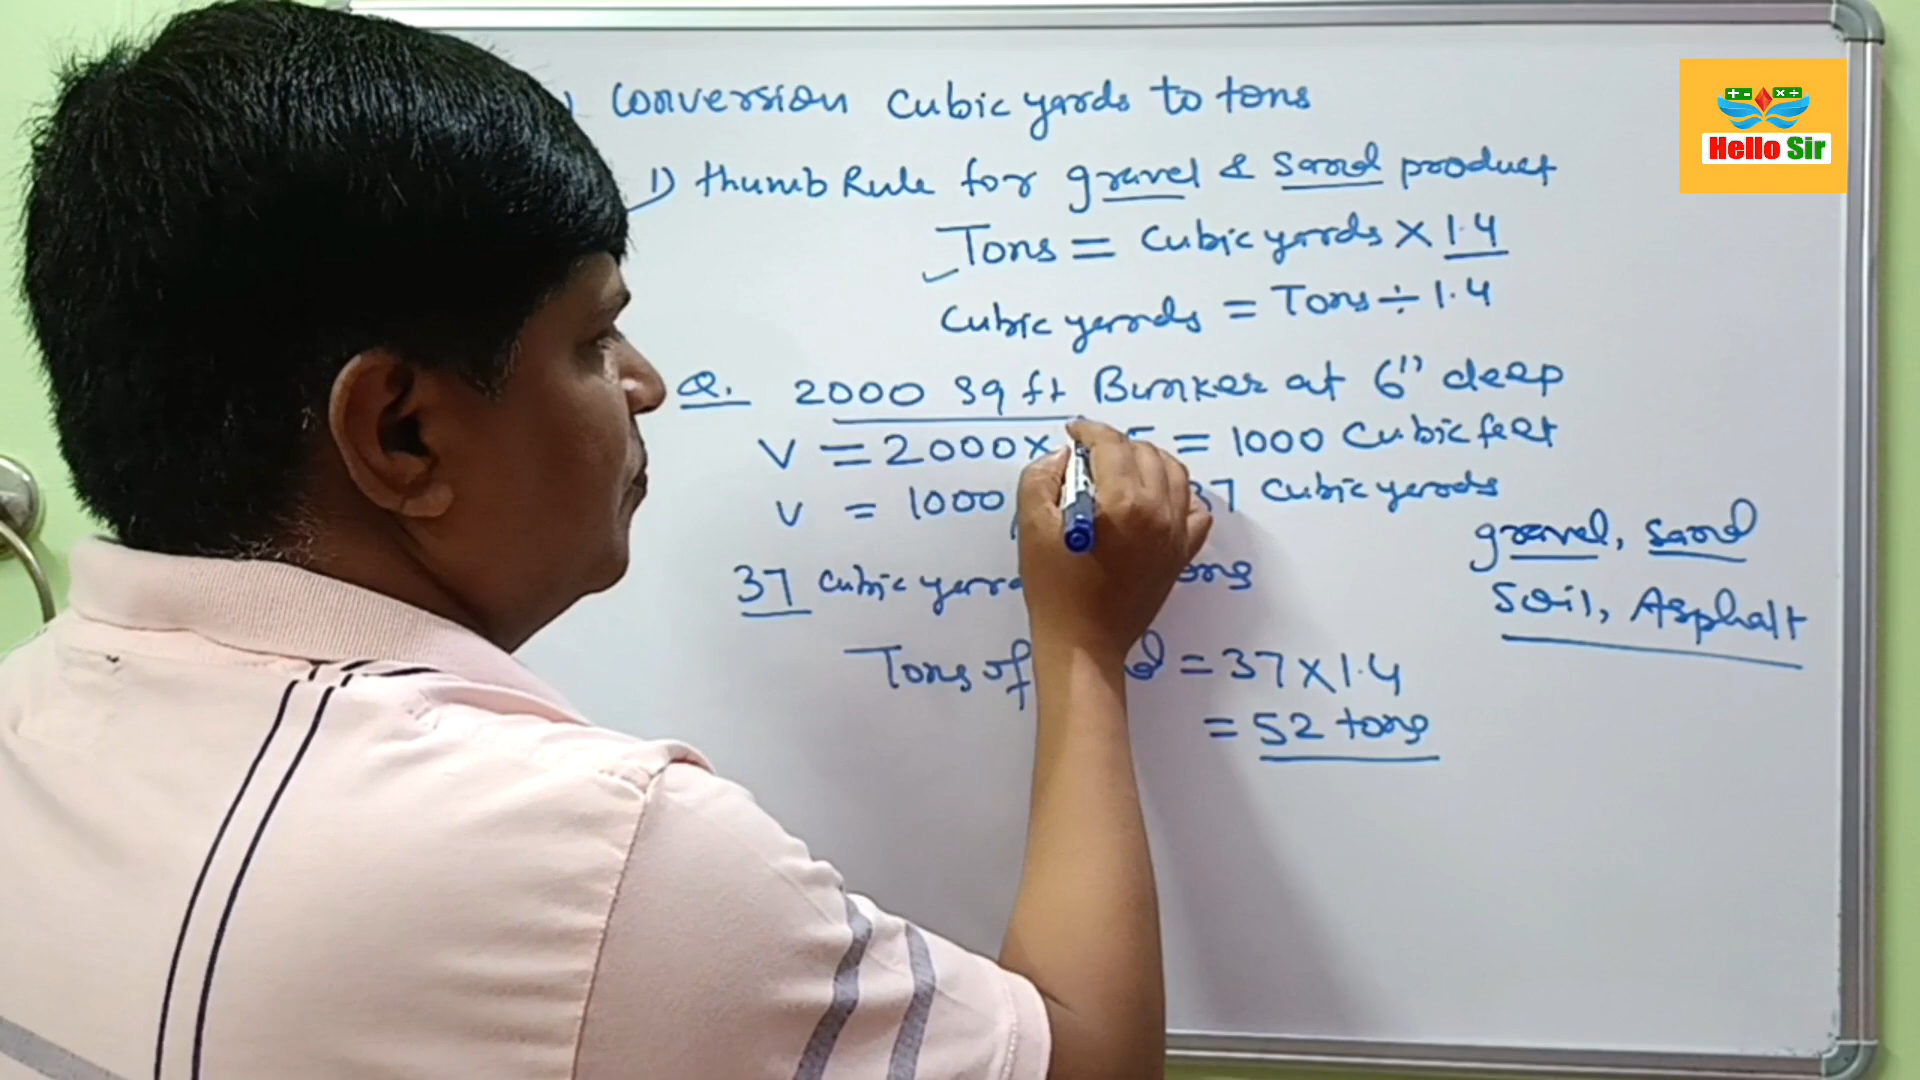 Conversion Cubic yards to tons
1) thumb Rule for gravel & sand product
Tons = Cubic yards × 1.4
Cubic yards = Tons ÷ 1.4
Q. 2000 sq ft Bunker at 6" deep
V = 2000 × = 1000 Cubic feet
V = 1000 37 Cubic yards
37 Cubic
Tons of = 37 × 1.4
= 52 tons
gravel, sand
Soil, Asphalt
+ - × ÷
Hello Sir